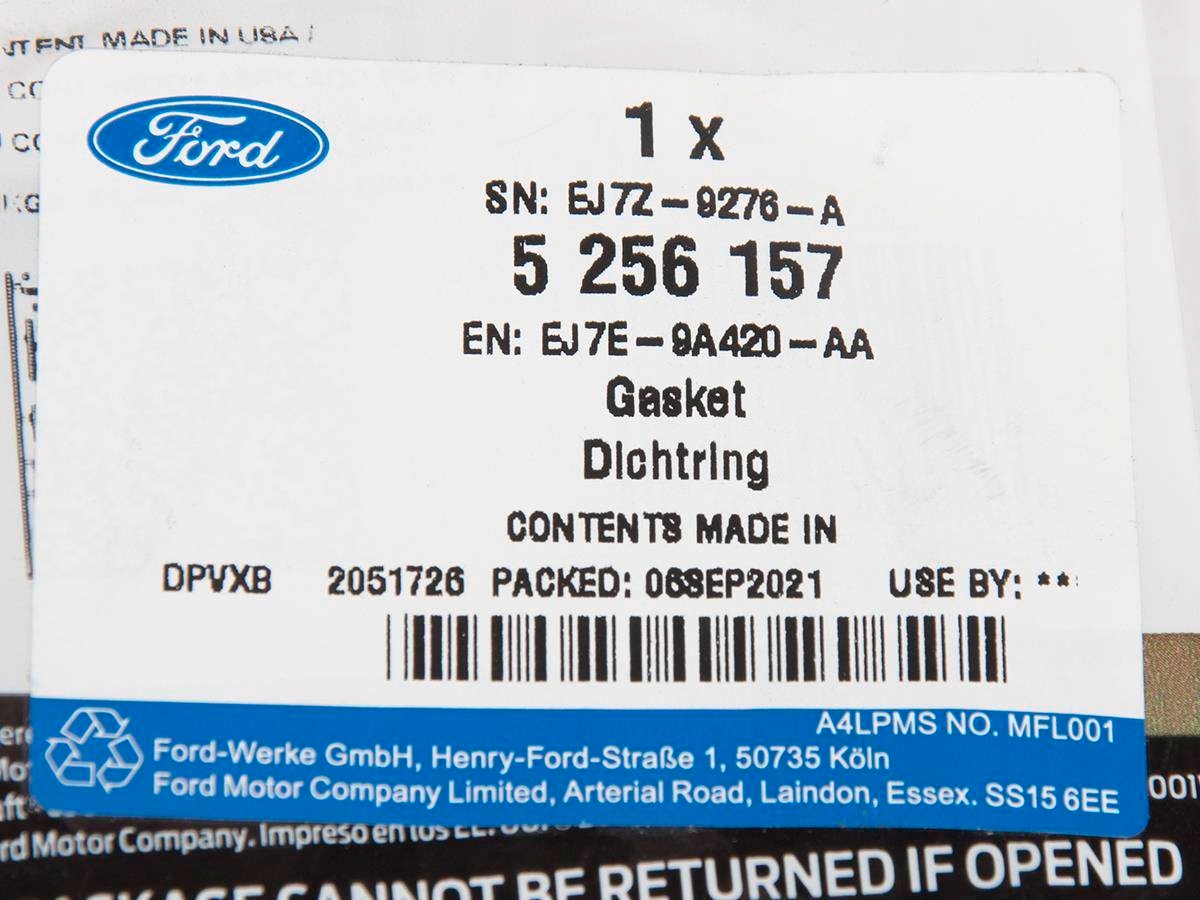 MADE IN USA /
Ford
1 x
SN: EJ7Z-9276-A
5 256 157
EN: EJ7E-9A420-AA
Gasket
Dichtring
CONTENTS MADE IN
DPVXB 2051726 PACKED: 06SEP2021 USE BY: **
A4LPMS NO. MFL001
Ford-Werke GmbH, Henry-Ford-Straße 1, 50735 Köln
Ford Motor Company Limited, Arterial Road, Laindon, Essex. SS15 6EE
rd Motor Company. Impreso en los EE.
CANNOT BE RETURNED IF OPENED